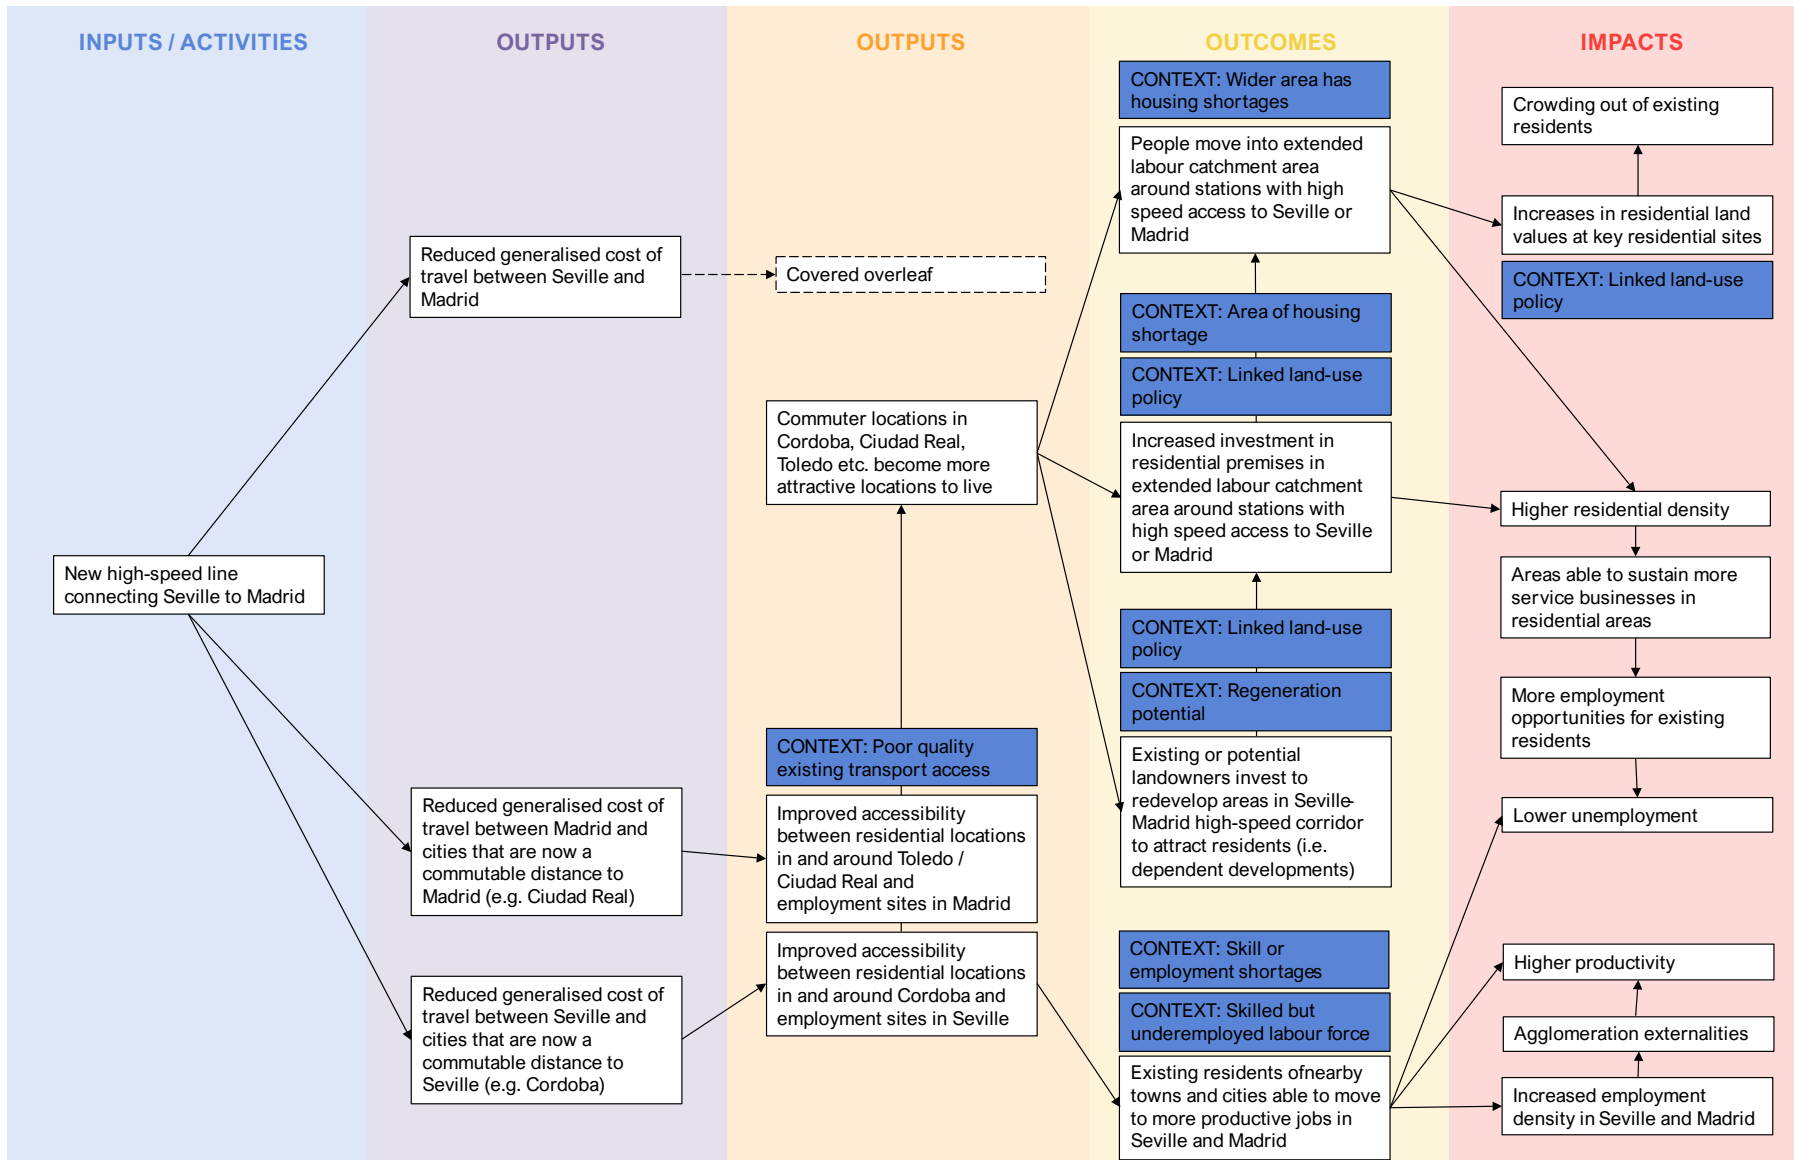 INPUTS / ACTIVITIES
OUTPUTS
OUTPUTS
OUTCOMES
IMPACTS
New high-speed line
connecting Seville to Madrid
Reduced generalised cost of
travel between Seville and
Madrid
Reduced generalised cost of
travel between Madrid and
cities that are now a
commutable distance to
Madrid (e.g. Ciudad Real)
Reduced generalised cost of
travel between Seville and
cities that are now a
commutable distance to
Seville (e.g. Cordoba)
Covered overleaf
Commuter locations in
Cordoba, Ciudad Real,
Toledo etc. become more
attractive locations to live
CONTEXT: Poor quality
existing transport access
Improved accessibility
between residential locations
in and around Toledo /
Ciudad Real and
employment sites in Madrid
Improved accessibility
between residential locations
in and around Cordoba and
employment sites in Seville
CONTEXT: Wider area has
housing shortages
People move into extended
labour catchment area
around stations with high
speed access to Seville or
Madrid
CONTEXT: Area of housing
shortage
CONTEXT: Linked land-use
policy
Increased investment in
residential premises in
extended labour catchment
area around stations with
high speed access to Seville
or Madrid
CONTEXT: Linked land-use
policy
CONTEXT: Regeneration
potential
Existing or potential
landowners invest to
redevelop areas in Seville-
Madrid high-speed corridor
to attract residents (i.e.
dependent developments)
CONTEXT: Skill or
employment shortages
CONTEXT: Skilled but
underemployed labour force
Existing residents ofnearby
towns and cities able to move
to more productive jobs in
Seville and Madrid
Crowding out of existing
residents
Increases in residential land
values at key residential sites
CONTEXT: Linked land-use
policy
Higher residential density
Areas able to sustain more
service businesses in
residential areas
More employment
opportunities for existing
residents
Lower unemployment
Higher productivity
Agglomeration externalities
Increased employment
density in Seville and Madrid